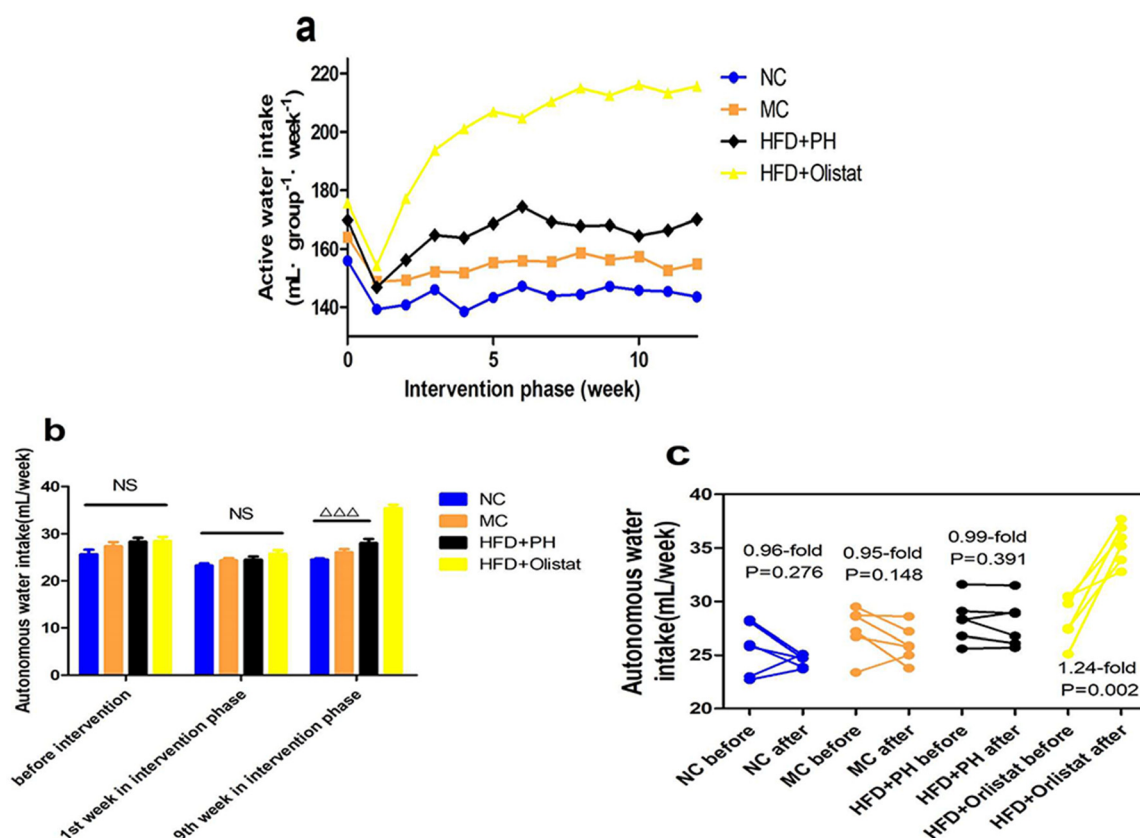 a
Active water intake
(mL· group⁻¹· week⁻¹)
220
200
180
160
140
0
5
10
Intervention phase (week)
NC
MC
HFD+PH
HFD+Olistat
b
Autonomous water intake(mL/week)
40
30
20
10
0
NS
NS
△△△
before intervention
1st week in intervention phase
9th week in intervention phase
NC
MC
HFD+PH
HFD+Olistat
c
Autonomous water
intake(mL/week)
40
35
30
25
20
0.96-fold
P=0.276
0.95-fold
P=0.148
0.99-fold
P=0.391
1.24-fold
P=0.002
NC before
NC after
MC before
MC after
HFD+PH before
HFD+PH after
HFD+Orlistat before
HFD+Orlistat after